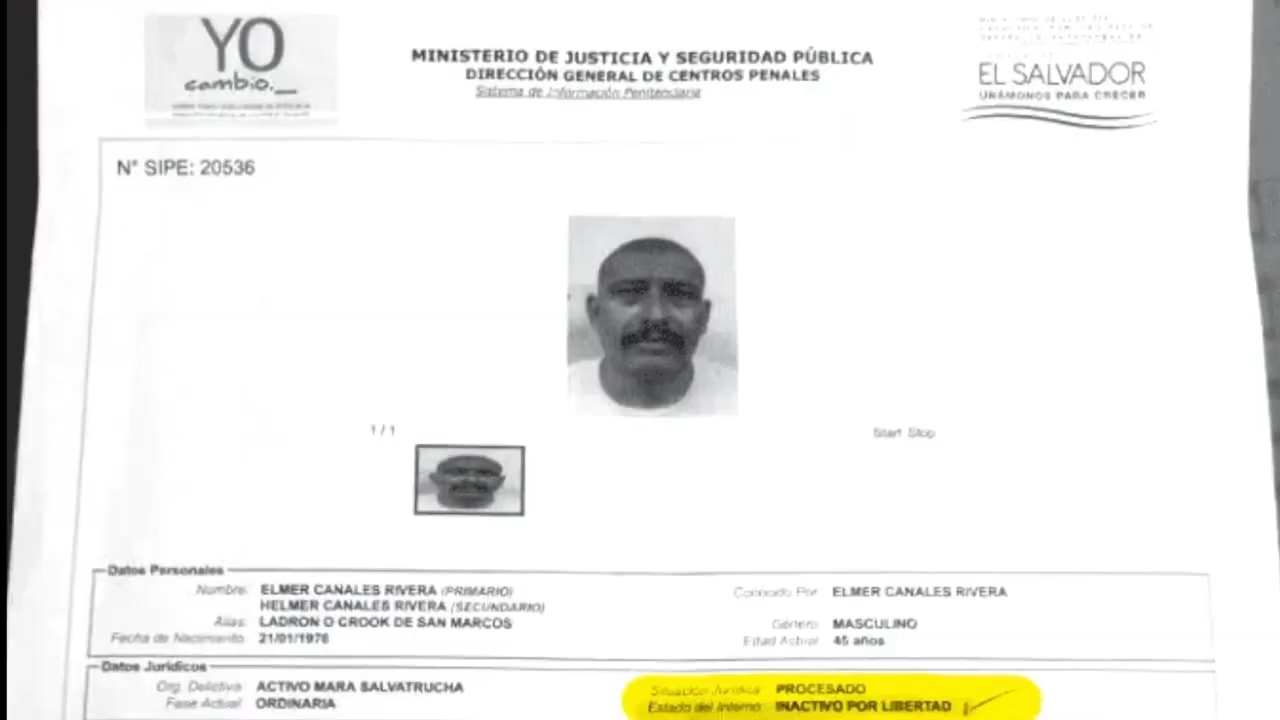 YO
cambio._
MINISTERIO DE JUSTICIA Y SEGURIDAD PÚBLICA
DIRECCIÓN GENERAL DE CENTROS PENALES
Sistema de Información Penitenciaria
EL SALVADOR
UNÁMONOS PARA CRECER
N° SIPE: 20536
1 / 1
Start Stop
Datos Personales
Nombre: ELMER CANALES RIVERA (PRIMARIO)
HELMER CANALES RIVERA (SECUNDARIO)
Conocido Por: ELMER CANALES RIVERA
Alias: LADRON O CROOK DE SAN MARCOS
Género: MASCULINO
Fecha de Nacimiento: 21/01/1976
Edad Actual: 45 años
Datos Jurídicos
Org. Delictiva: ACTIVO MARA SALVATRUCHA
Situación Jurídica: PROCESADO
Fase Actual: ORDINARIA
Estado del Interno: INACTIVO POR LIBERTAD